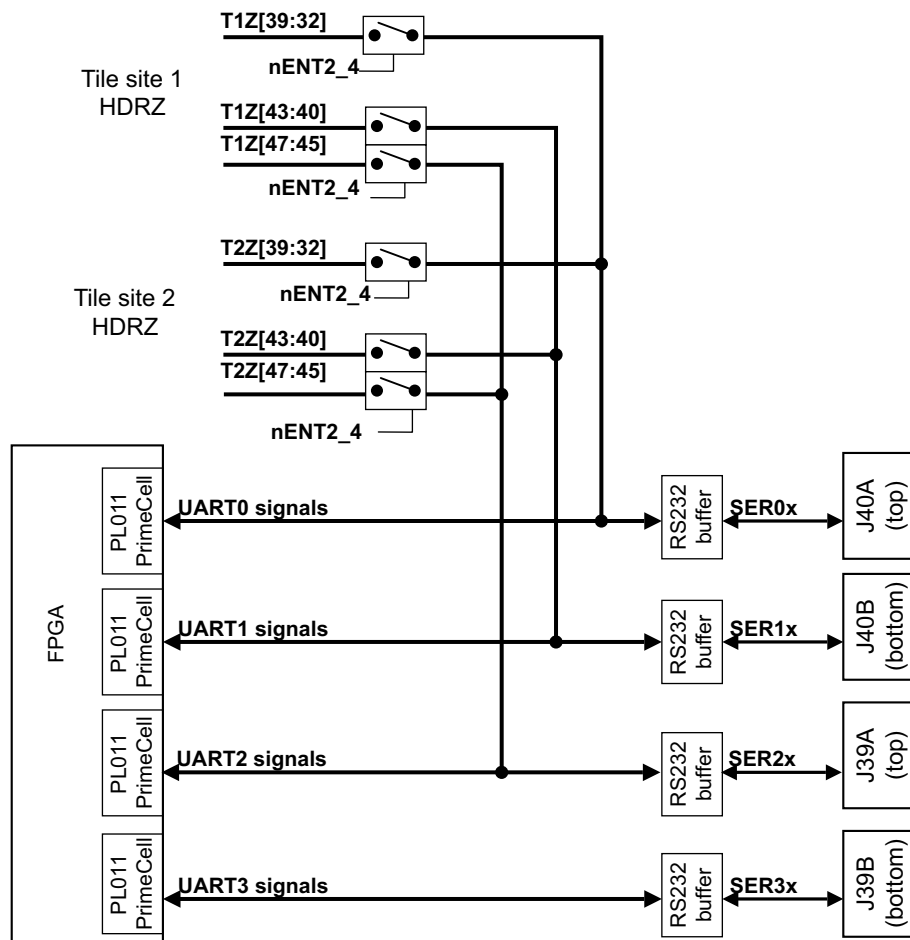 T1Z[39:32]
nENT2_4
Tile site 1
HDRZ
T1Z[43:40]
T1Z[47:45]
nENT2_4
T2Z[39:32]
nENT2_4
Tile site 2
HDRZ
T2Z[43:40]
T2Z[47:45]
nENT2_4
FPGA
PL011
PrimeCell
UART0 signals
RS232
buffer
SER0x
J40A
(top)
PL011
PrimeCell
UART1 signals
RS232
buffer
SER1x
J40B
(bottom)
PL011
PrimeCell
UART2 signals
RS232
buffer
SER2x
J39A
(top)
PL011
PrimeCell
UART3 signals
RS232
buffer
SER3x
J39B
(bottom)